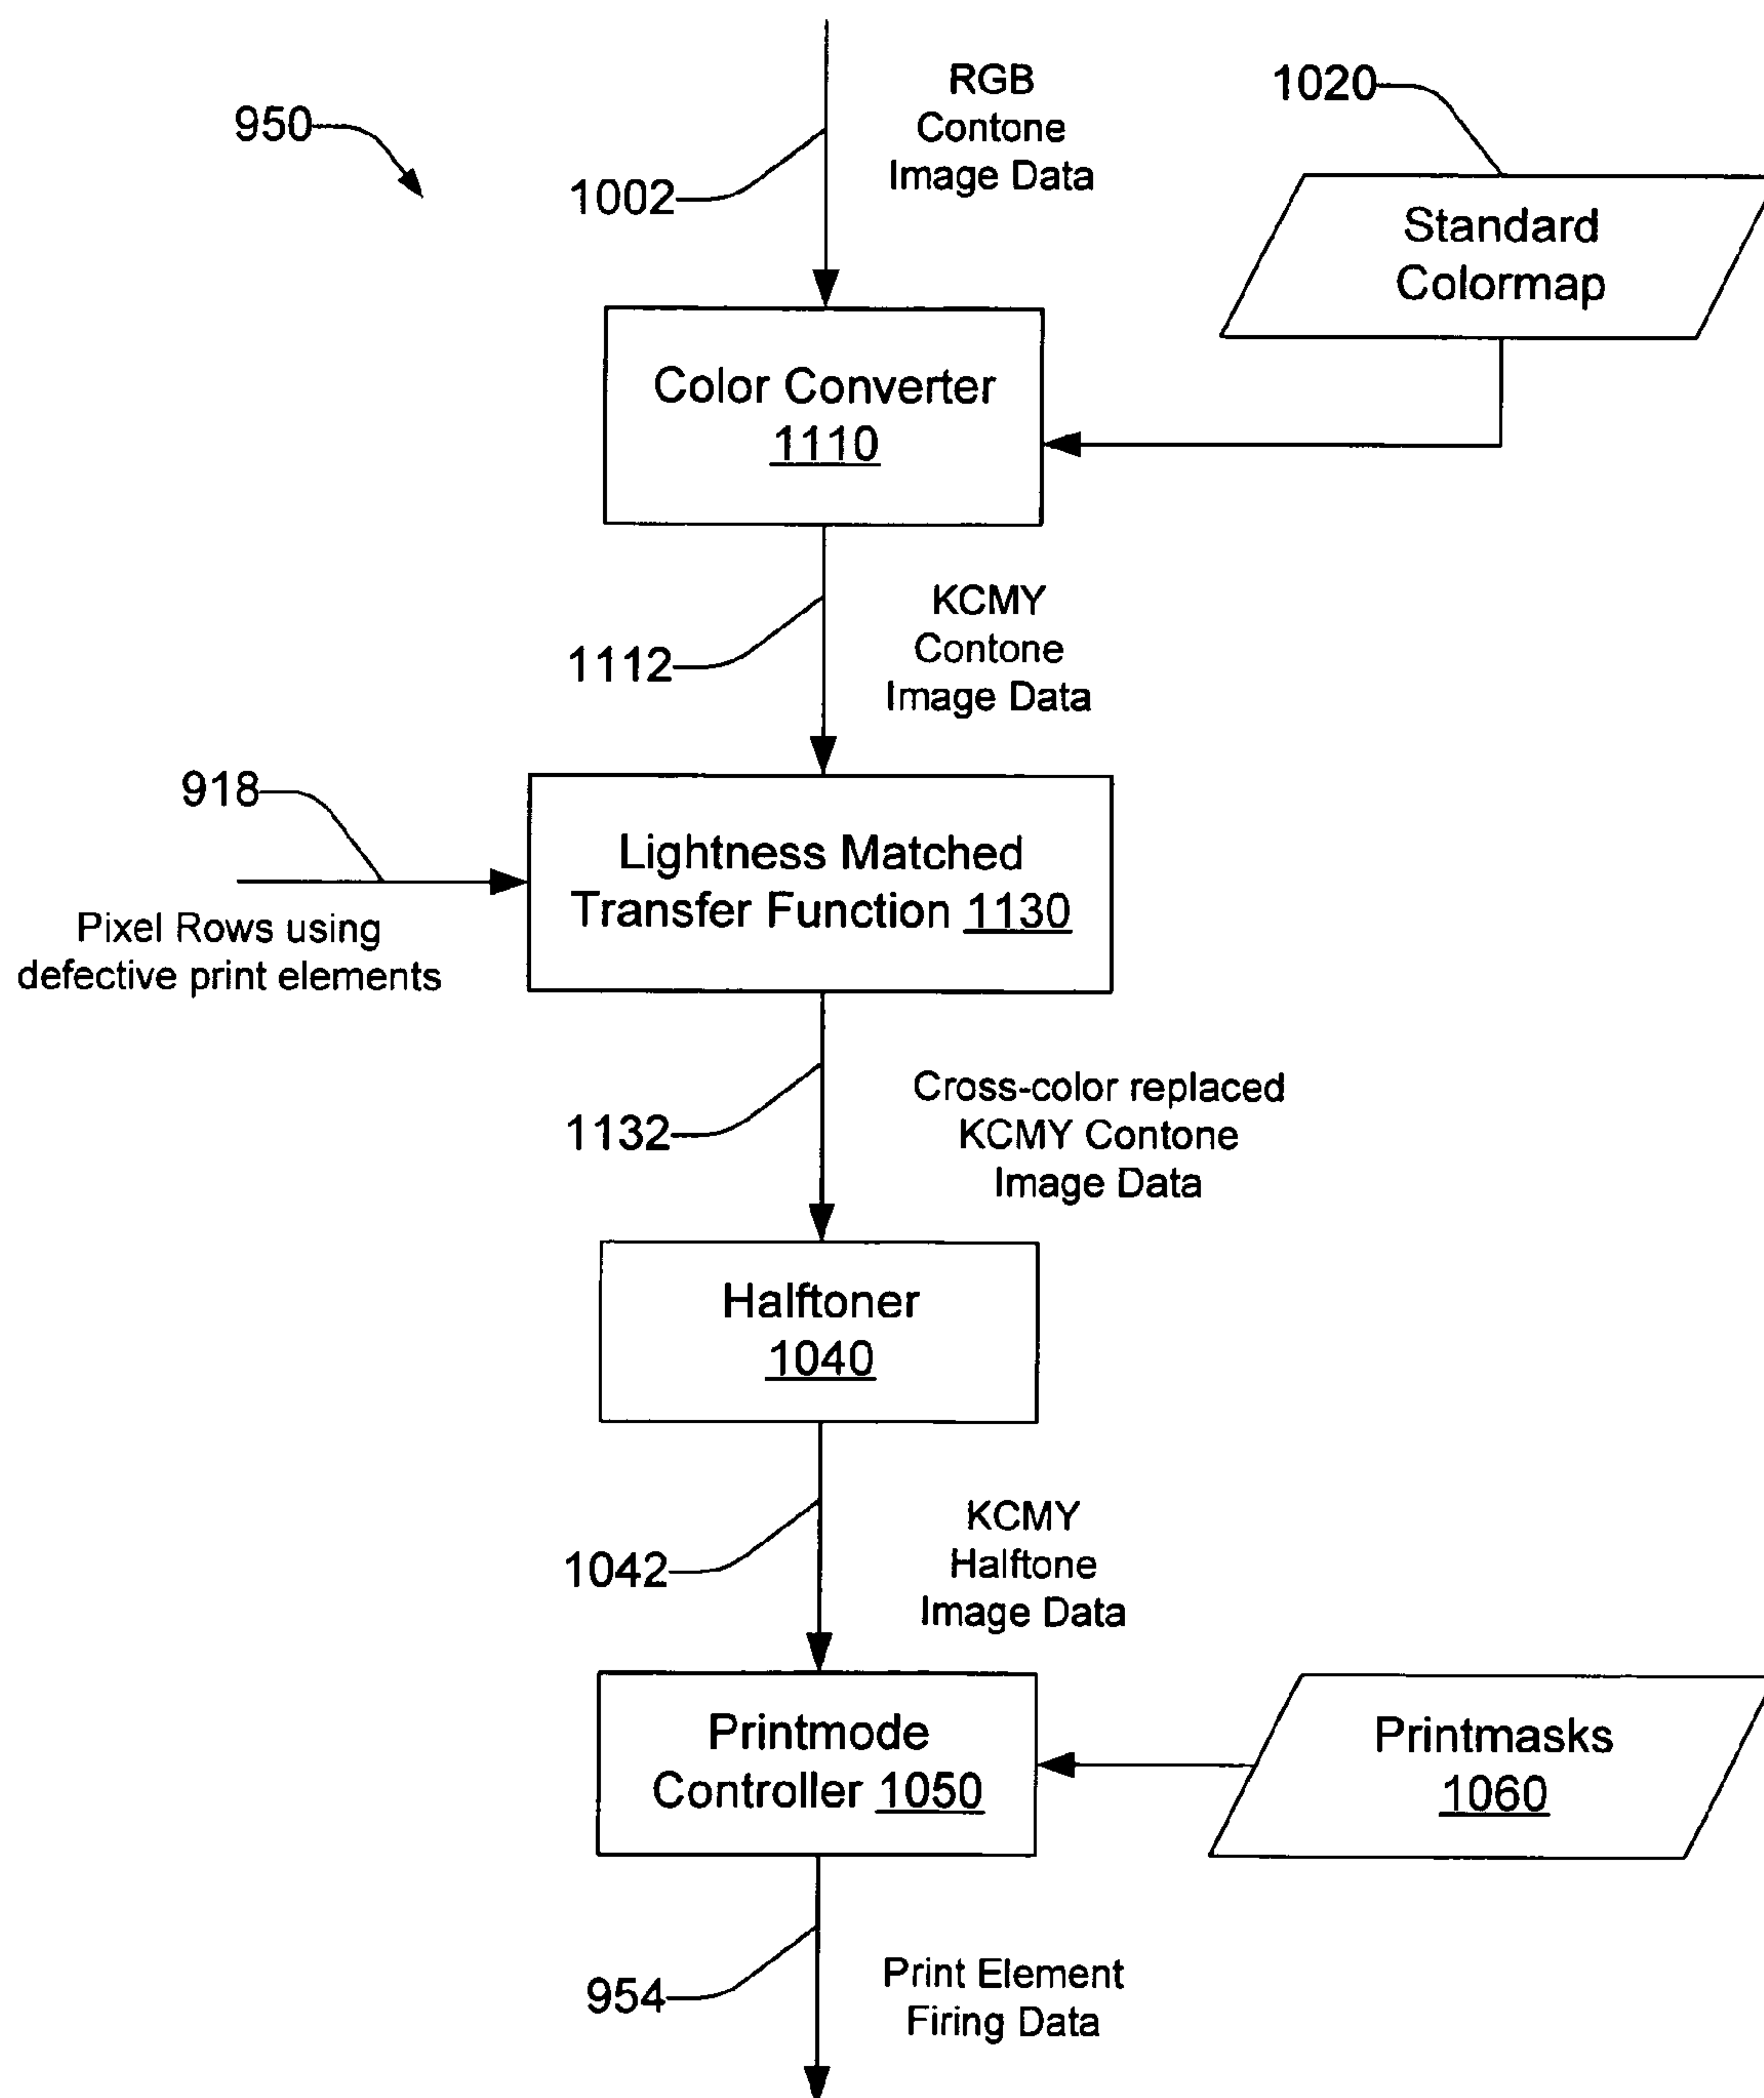 950
RGB
Contone
Image Data
1002
1020
Standard
Colormap
Color Converter
1110
KCMY
Contone
Image Data
1112
918
Pixel Rows using
defective print elements
Lightness Matched
Transfer Function 1130
1132
Cross-color replaced
KCMY Contone
Image Data
Halftoner
1040
KCMY
Halftone
Image Data
1042
Printmode
Controller 1050
Printmasks
1060
954
Print Element
Firing Data